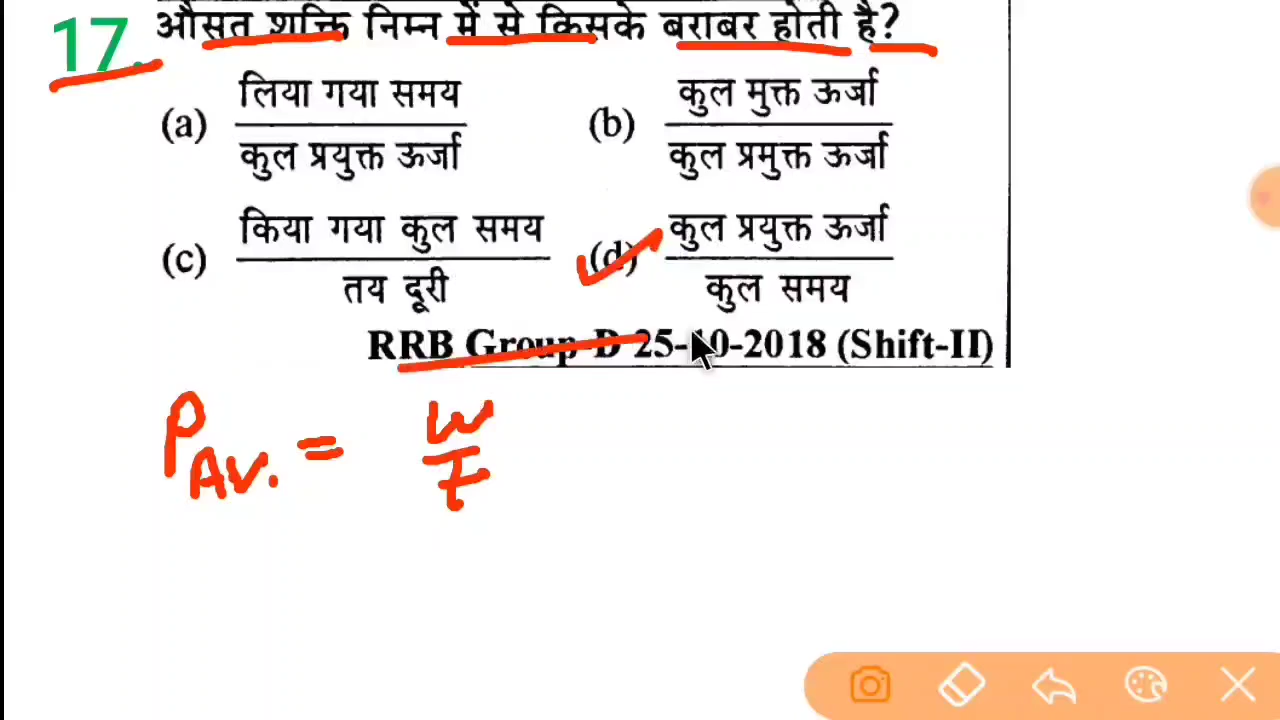 17. औसत शक्ति निम्न में से किसके बराबर होती है?
(a) लिया गया समय / कुल प्रयुक्त ऊर्जा
(b) कुल मुक्त ऊर्जा / कुल प्रमुक्त ऊर्जा
(c) किया गया कुल समय / तय दूरी
(d) कुल प्रयुक्त ऊर्जा / कुल समय
RRB Group-D 25-10-2018 (Shift-II)
P_AV. = W / t